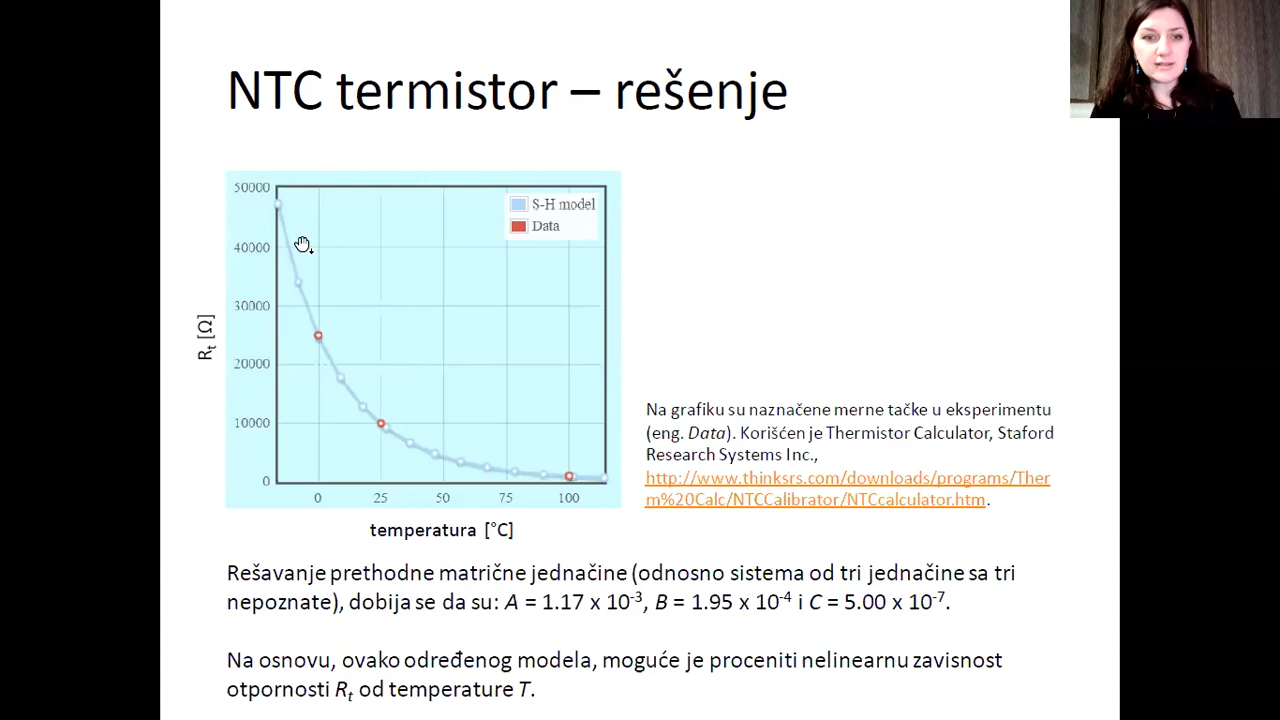 NTC termistor – rešenje
50000
40000
30000
20000
10000
0
R_t [Ω]
S-H model
Data
0 25 50 75 100
temperatura [°C]
Na grafiku su naznačene merne tačke u eksperimentu
(eng. Data). Korišćen je Thermistor Calculator, Staford
Research Systems Inc.,
http://www.thinksrs.com/downloads/programs/Ther
m%20Calc/NTCCalibrator/NTCcalculator.htm.
Rešavanje prethodne matrične jednačine (odnosno sistema od tri jednačine sa tri
nepoznate), dobija se da su: A = 1.17 x 10⁻³, B = 1.95 x 10⁻⁴ i C = 5.00 x 10⁻⁷.
Na osnovu, ovako određenog modela, moguće je proceniti nelinearnu zavisnost
otpornosti R_t od temperature T.